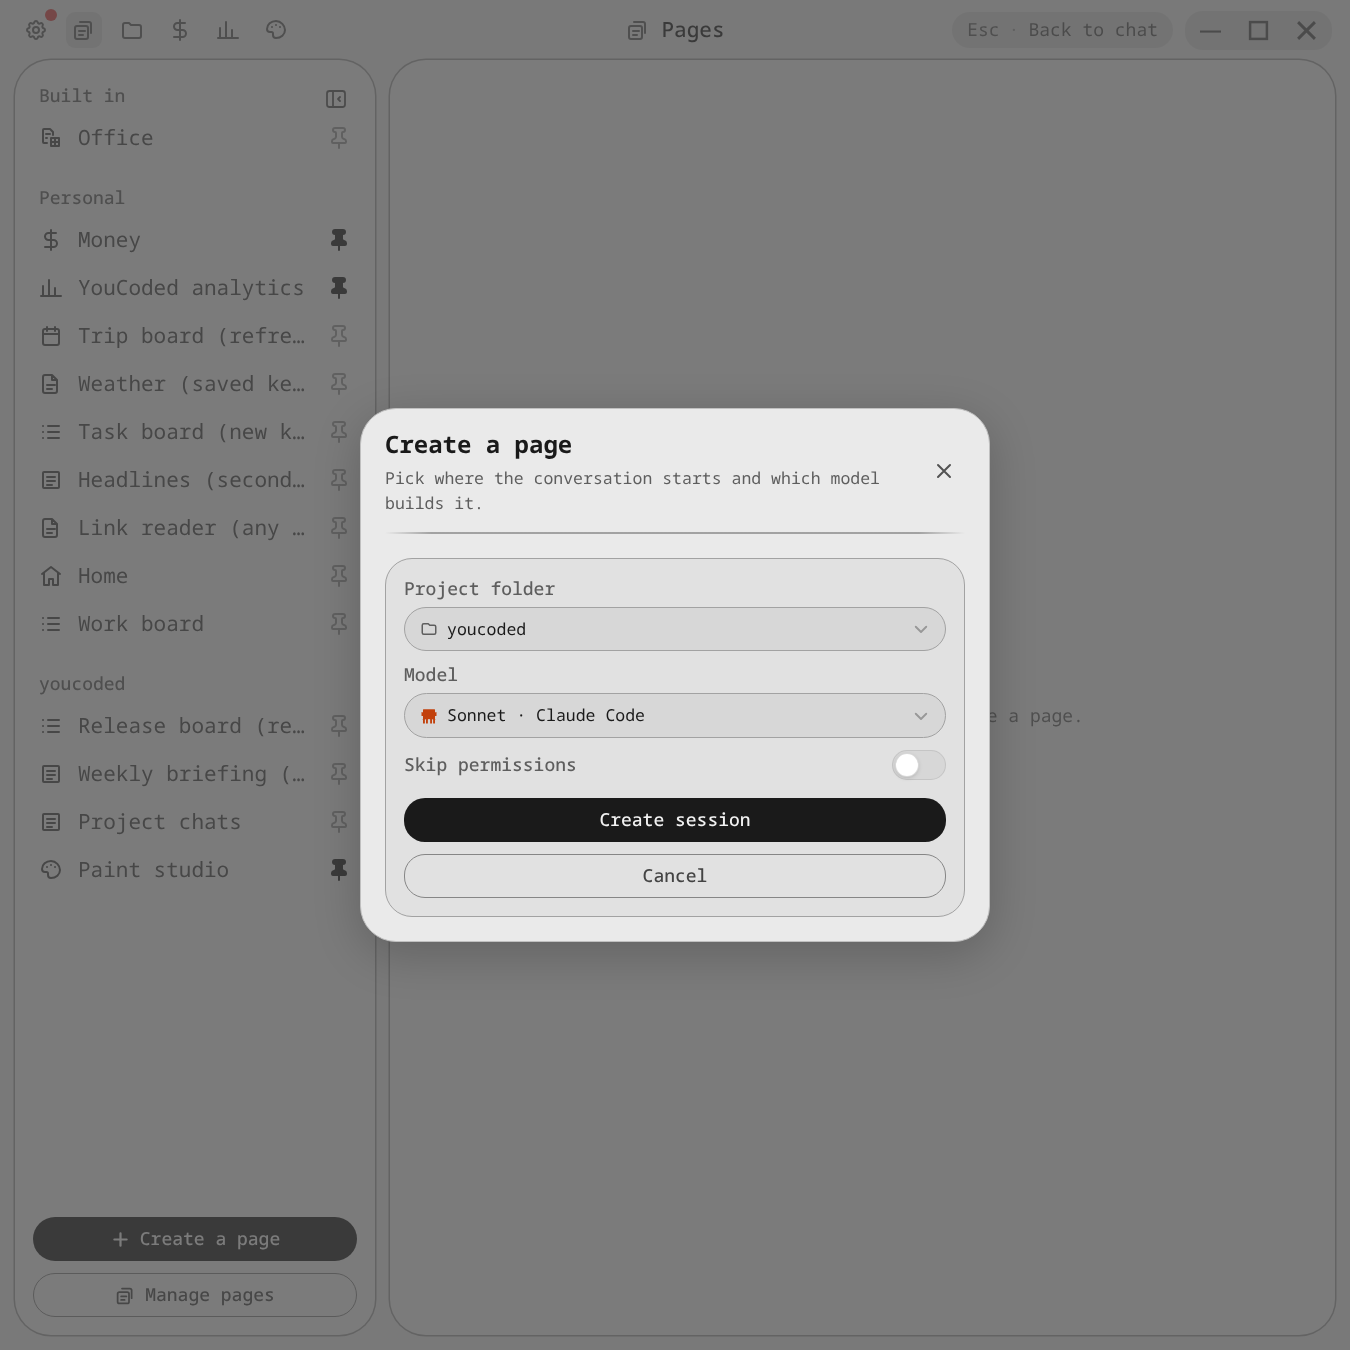 Pages
Esc · Back to chat
Built in
Office
Personal
Money
YouCoded analytics
Trip board (refre…
Weather (saved ke…
Task board (new k…
Headlines (second…
Link reader (any …
Home
Work board
youcoded
Release board (re…
Weekly briefing (…
Project chats
Paint studio
+ Create a page
Manage pages
e a page.
Create a page
Pick where the conversation starts and which model
builds it.
Project folder
youcoded
Model
Sonnet · Claude Code
Skip permissions
Create session
Cancel